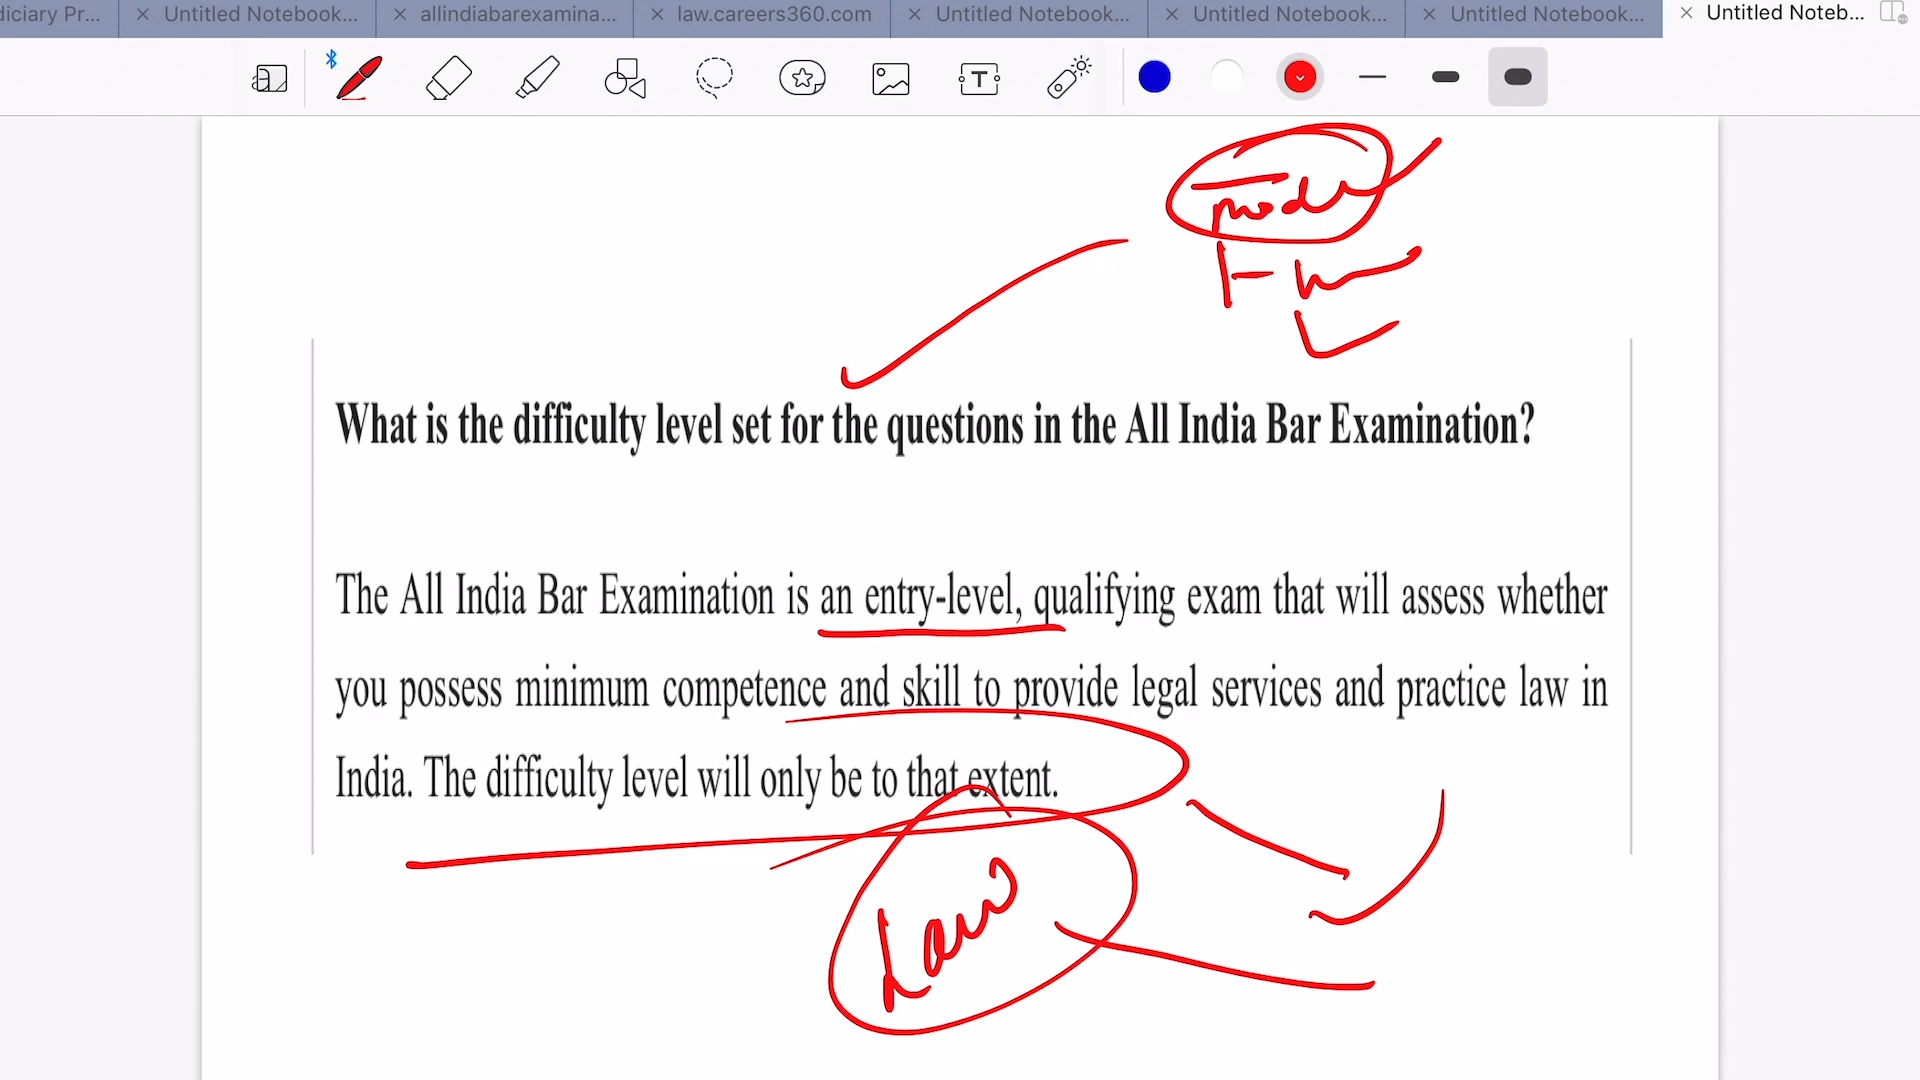 diciary Pr...
Untitled Notebook...
allindiabarexamina...
law.careers360.com
Untitled Notebook...
Untitled Notebook...
Untitled Notebook...
Untitled Noteb...
What is the difficulty level set for the questions in the All India Bar Examination?
The All India Bar Examination is an entry-level, qualifying exam that will assess whether
you possess minimum competence and skill to provide legal services and practice law in
India. The difficulty level will only be to that extent.
Law